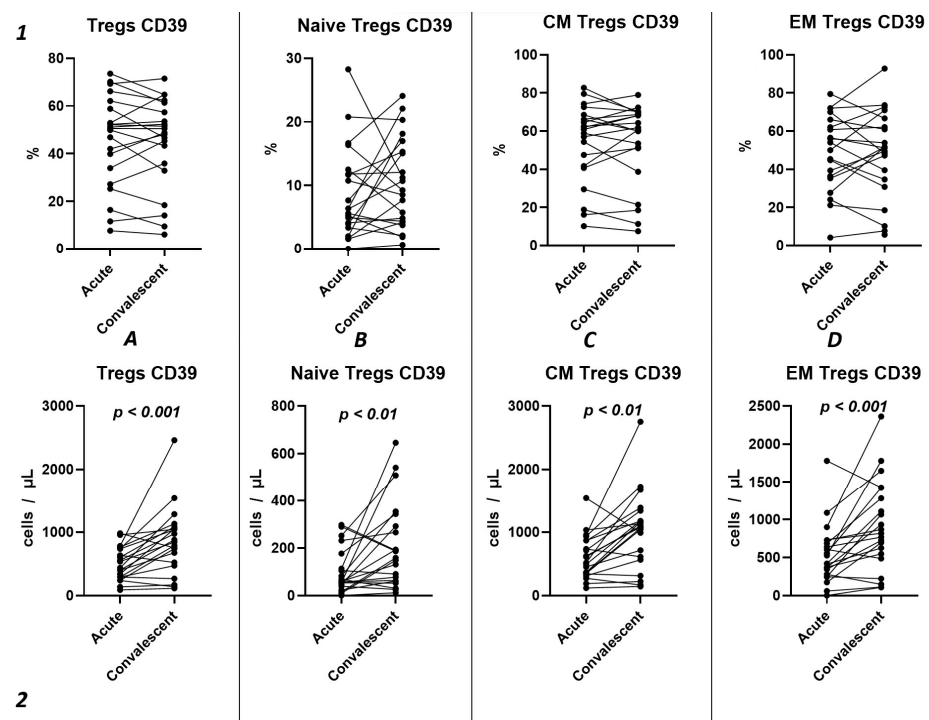 1
Tregs CD39
Naive Tregs CD39
CM Tregs CD39
EM Tregs CD39
80
60
40
20
0
%
Acute
Convalescent
30
20
10
0
%
Acute
Convalescent
100
80
60
40
20
0
%
Acute
Convalescent
100
80
60
40
20
0
%
Acute
Convalescent
A
B
C
D
Tregs CD39
Naive Tregs CD39
CM Tregs CD39
EM Tregs CD39
3000
2000
1000
0
cells / µL
p < 0.001
Acute
Convalescent
800
600
400
200
0
cells / µL
p < 0.01
Acute
Convalescent
3000
2000
1000
0
cells / µL
p < 0.01
Acute
Convalescent
2500
2000
1500
1000
500
0
cells / µL
p < 0.001
Acute
Convalescent
2